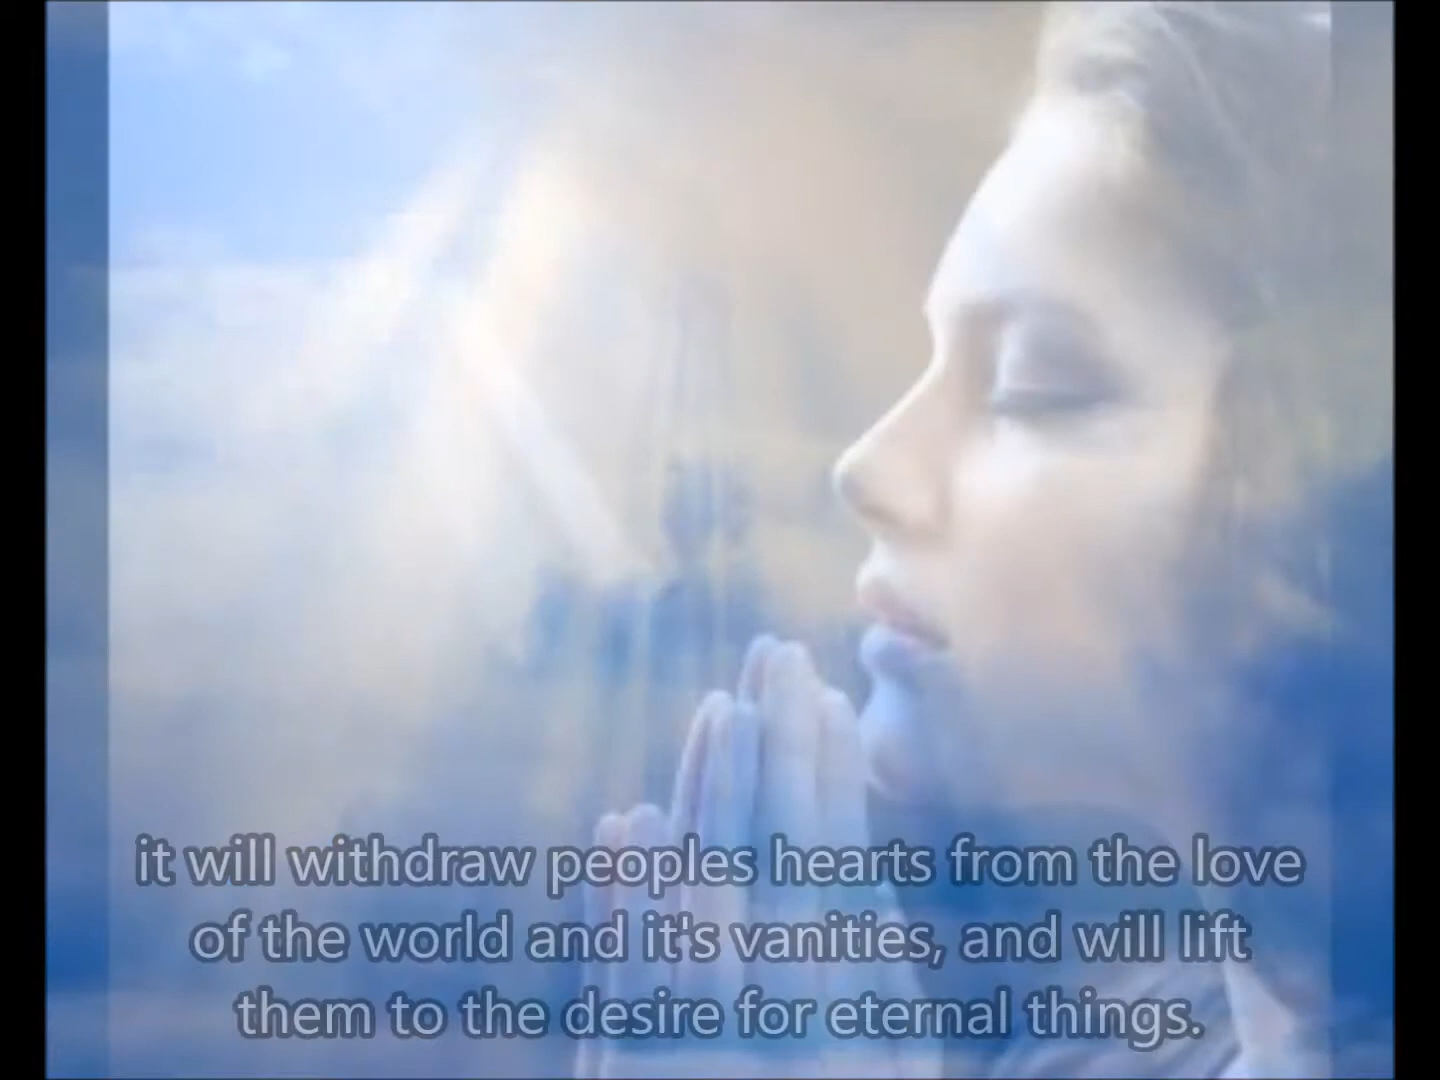 it will withdraw peoples hearts from the love
of the world and it's vanities, and will lift
them to the desire for eternal things.